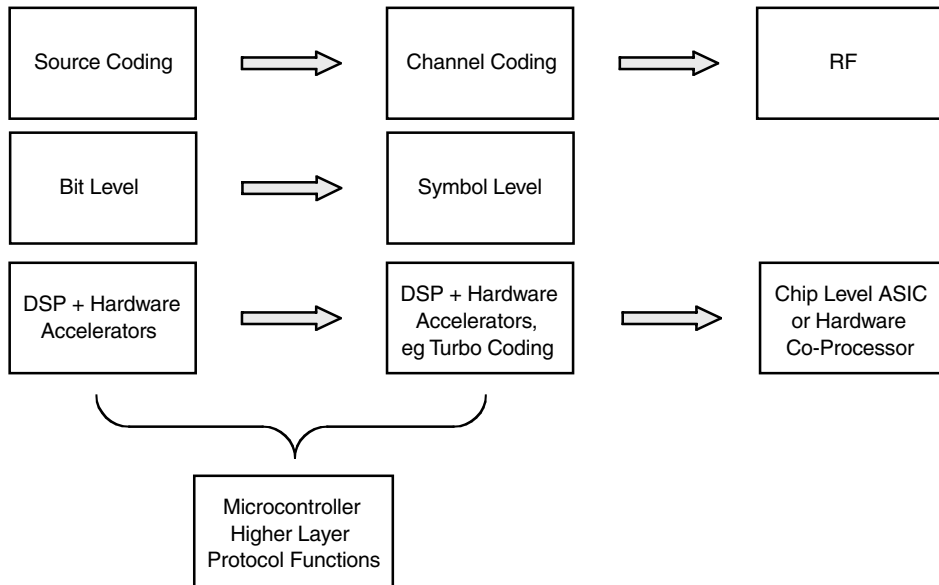 Source Coding
Channel Coding
RF
Bit Level
Symbol Level
DSP + Hardware
Accelerators
DSP + Hardware
Accelerators,
eg Turbo Coding
Chip Level ASIC
or Hardware
Co-Processor
Microcontroller
Higher Layer
Protocol Functions